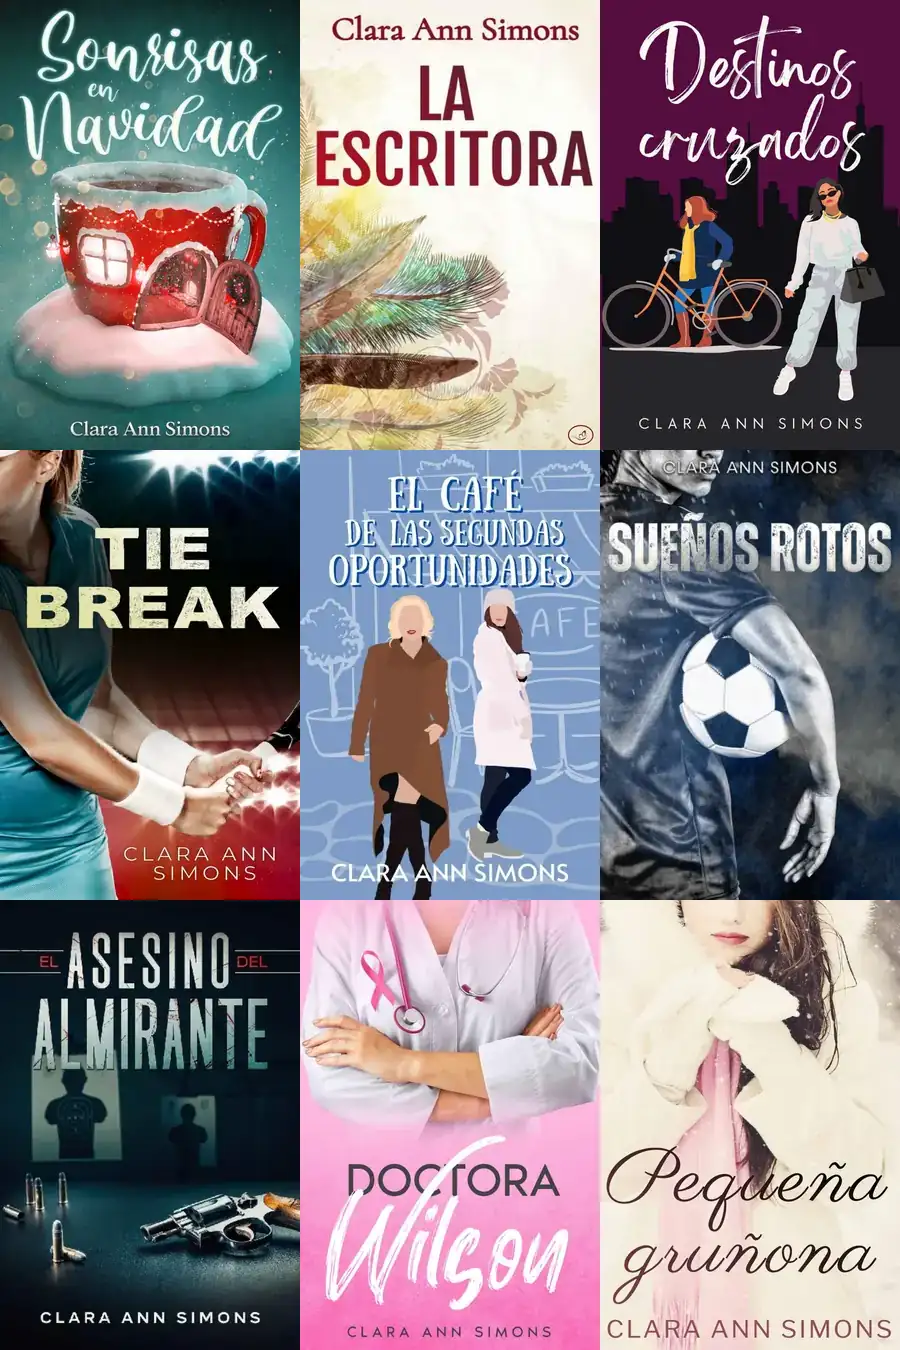 Sonrisas
en
Navidad
Clara Ann Simons
Clara Ann Simons
LA
ESCRITORA
Destinos
cruzados
CLARA ANN SIMONS
TIE
BREAK
CLARA ANN
SIMONS
EL CAFÉ
DE LAS SEGUNDAS
OPORTUNIDADES
CAFE
CLARA ANN SIMONS
CLARA ANN SIMONS
SUEÑOS ROTOS
EL ASESINO DEL
ALMIRANTE
CLARA ANN SIMONS
DOCTORA
Wilson
CLARA ANN SIMONS
Pequeña
gruñona
CLARA ANN SIMONS